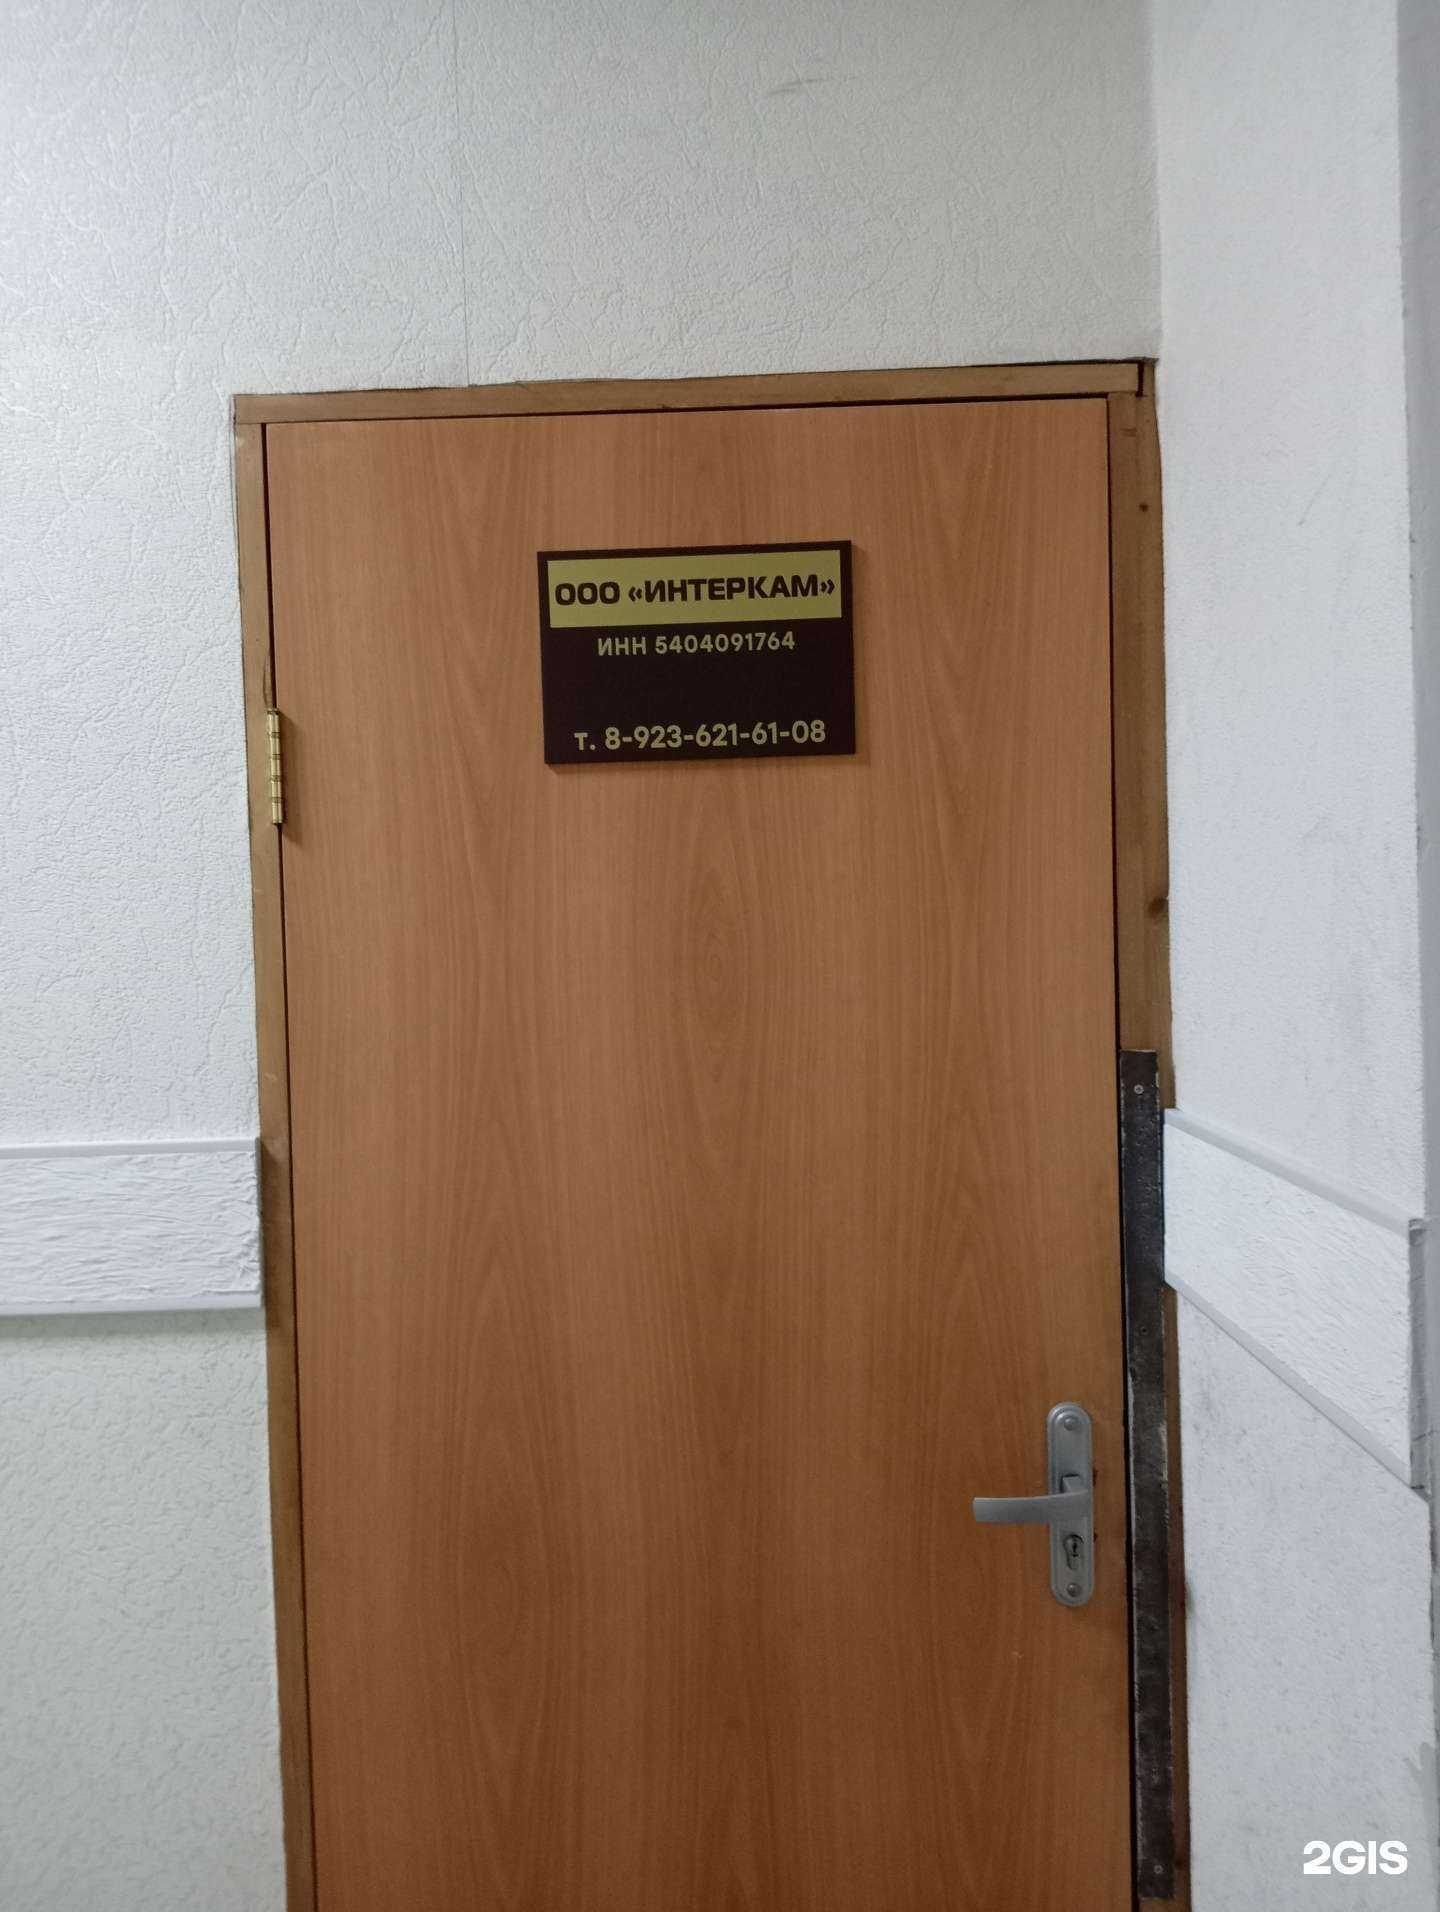 ООО «ИНТЕРКАМ»
ИНН 5404091764
т. 8-923-621-61-08
2GIS